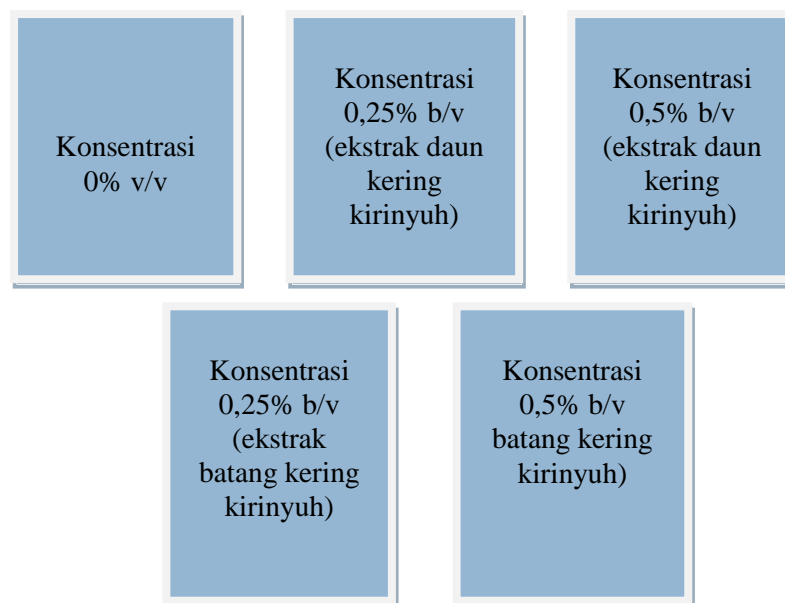 Konsentrasi
0% v/v
Konsentrasi
0,25% b/v
(ekstrak daun
kering
kirinyuh)
Konsentrasi
0,5% b/v
(ekstrak daun
kering
kirinyuh)
Konsentrasi
0,25% b/v
(ekstrak
batang kering
kirinyuh)
Konsentrasi
0,5% b/v
batang kering
kirinyuh)